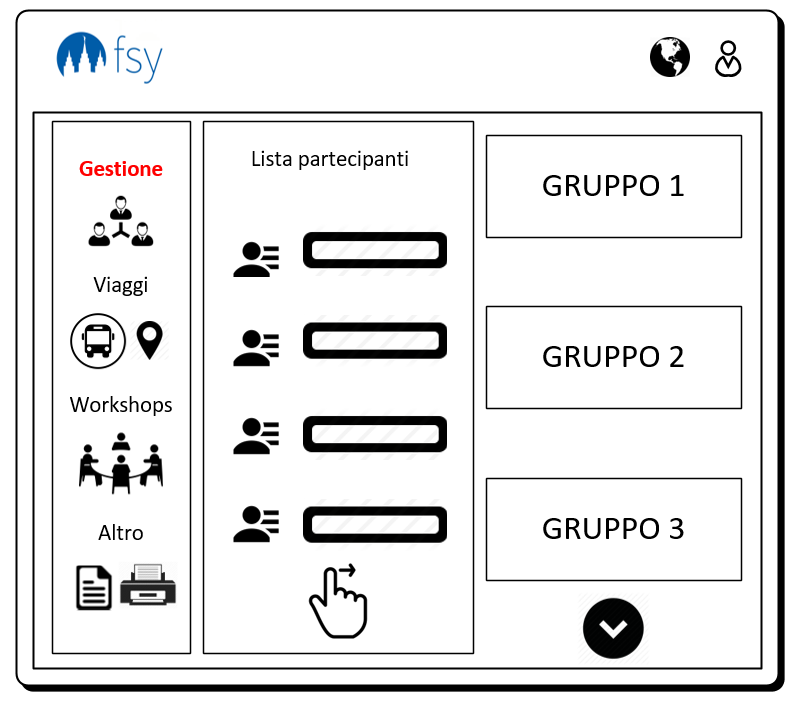 fsy
Gestione
Viaggi
Workshops
Altro
Lista partecipanti
GRUPPO 1
GRUPPO 2
GRUPPO 3